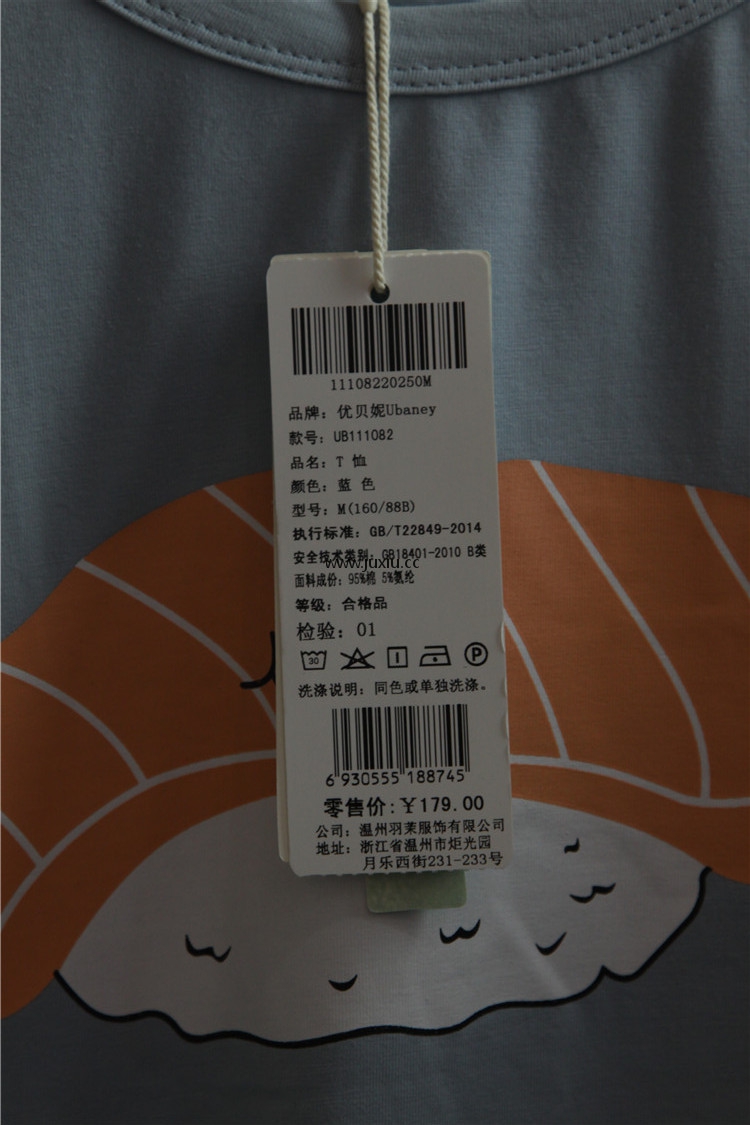 11108220250M
品牌：优贝妮Ubaney
款号：UB111082
品名：T 恤
颜色：蓝 色
型号：M(160/88B)
执行标准：GB/T22849-2014
安全技术类别：GB18401-2010 B类
www.juxiu.cc
面料成份：95%棉 5%氨纶
等级：合格品
检验：01
30 P
洗涤说明：同色或单独洗涤。
6 930555 188745
零售价:￥179.00
公司：温州羽茉服饰有限公司
地址：浙江省温州市炬光园
月乐西街231-233号